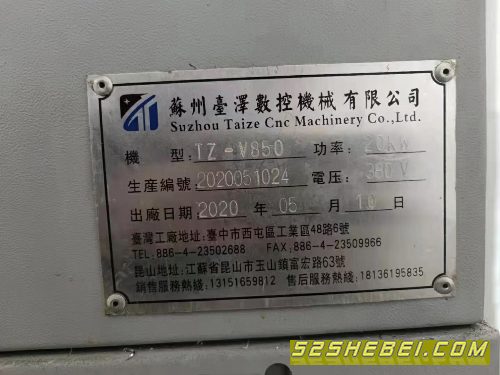 蘇州臺澤數控機械有限公司
Suzhou Taize Cnc Machinery Co.,Ltd.
機 型: TZ-V850 功率: 20KW
生産編號: 2020051024 電壓: 380V
出廠日期: 2020 年 05 月 10 日
臺灣工廠地址:臺中市西屯區工業區48路6號
TEL:886-4-23502688 FAX:886-4-23509966
昆山地址:江蘇省昆山市玉山鎮富宏路63號
銷售服務熱綫:13151659812 售后服務熱綫:18136195835
52SHEBEI.COM